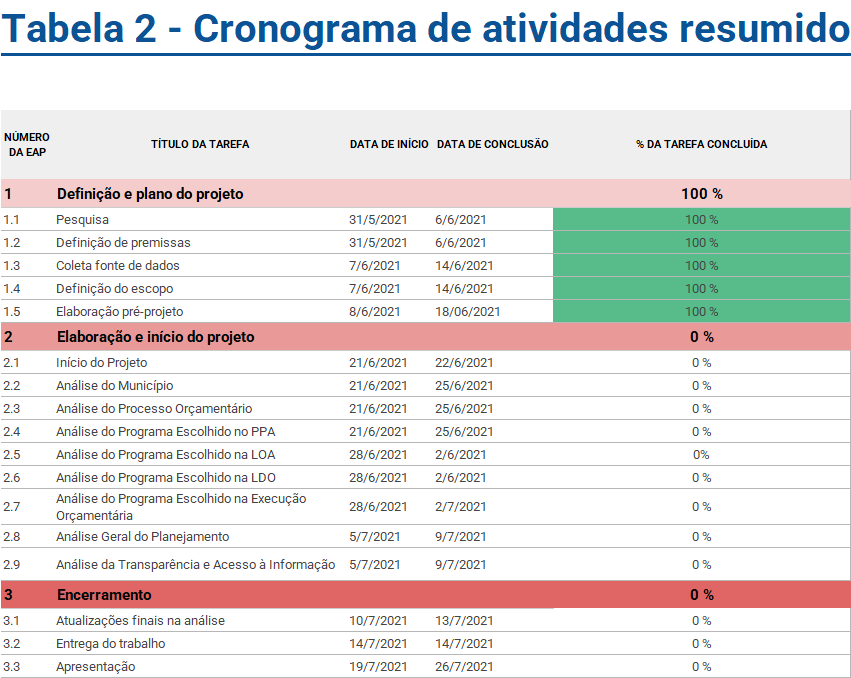 Tabela 2 - Cronograma de atividades resumido
NÚMERO DA EAP TÍTULO DA TAREFA DATA DE INÍCIO DATA DE CONCLUSÃO % DA TAREFA CONCLUÍDA
1 Definição e plano do projeto 100 %
1.1 Pesquisa 31/5/2021 6/6/2021 100 %
1.2 Definição de premissas 31/5/2021 6/6/2021 100 %
1.3 Coleta fonte de dados 7/6/2021 14/6/2021 100 %
1.4 Definição do escopo 7/6/2021 14/6/2021 100 %
1.5 Elaboração pré-projeto 8/6/2021 18/06/2021 100 %
2 Elaboração e início do projeto 0 %
2.1 Início do Projeto 21/6/2021 22/6/2021 0 %
2.2 Análise do Município 21/6/2021 25/6/2021 0 %
2.3 Análise do Processo Orçamentário 21/6/2021 25/6/2021 0 %
2.4 Análise do Programa Escolhido no PPA 21/6/2021 25/6/2021 0 %
2.5 Análise do Programa Escolhido na LOA 28/6/2021 2/6/2021 0%
2.6 Análise do Programa Escolhido na LDO 28/6/2021 2/6/2021 0 %
2.7 Análise do Programa Escolhido na Execução Orçamentária 28/6/2021 2/7/2021 0 %
2.8 Análise Geral do Planejamento 5/7/2021 9/7/2021 0 %
2.9 Análise da Transparência e Acesso à Informação 5/7/2021 9/7/2021 0 %
3 Encerramento 0 %
3.1 Atualizações finais na análise 10/7/2021 13/7/2021 0 %
3.2 Entrega do trabalho 14/7/2021 14/7/2021 0 %
3.3 Apresentação 19/7/2021 26/7/2021 0 %